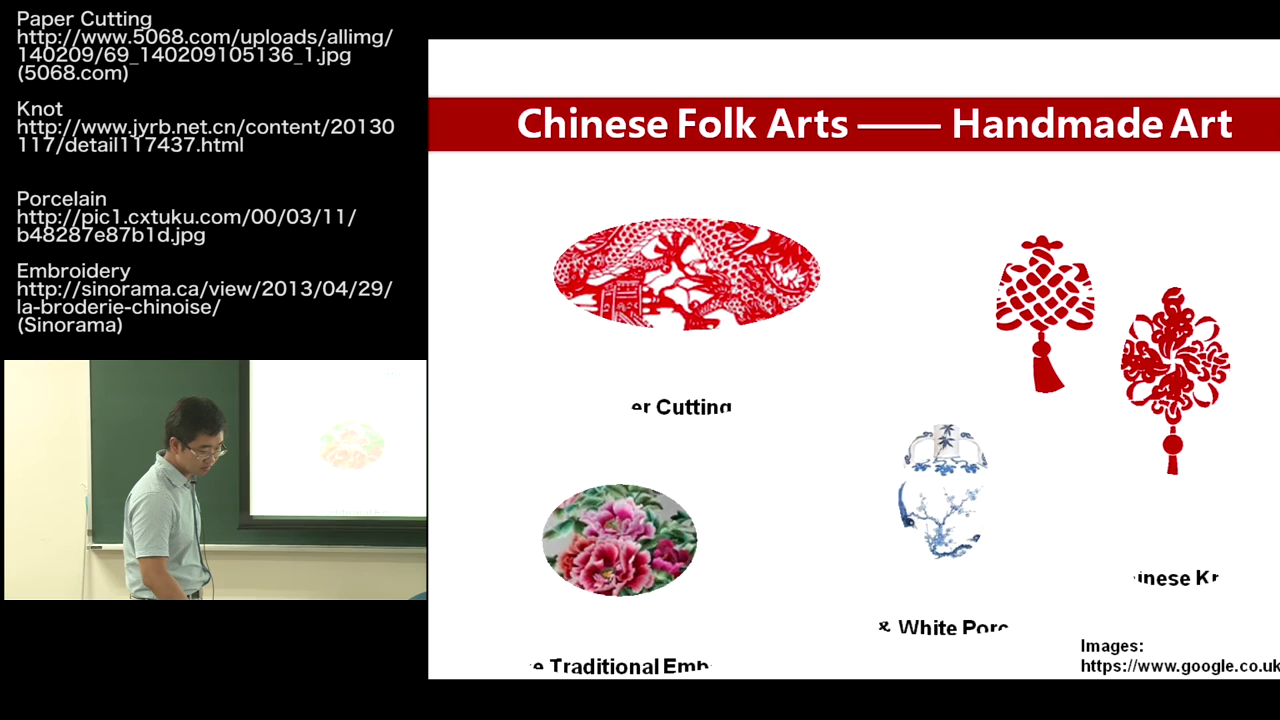 Paper Cutting
http://www.5068.com/uploads/allimg/
140209/69_140209105136_1.jpg
(5068.com)
Knot
http://www.jyrb.net.cn/content/20130
117/detail117437.html
Porcelain
http://pic1.cxtuku.com/00/03/11/
b48287e87b1d.jpg
Embroidery
http://sinorama.ca/view/2013/04/29/
la-broderie-chinoise/
(Sinorama)
Chinese Folk Arts —— Handmade Art
er Cutting
inese Kr
& White Porc
e Traditional Emb
Images:
https://www.google.co.uk